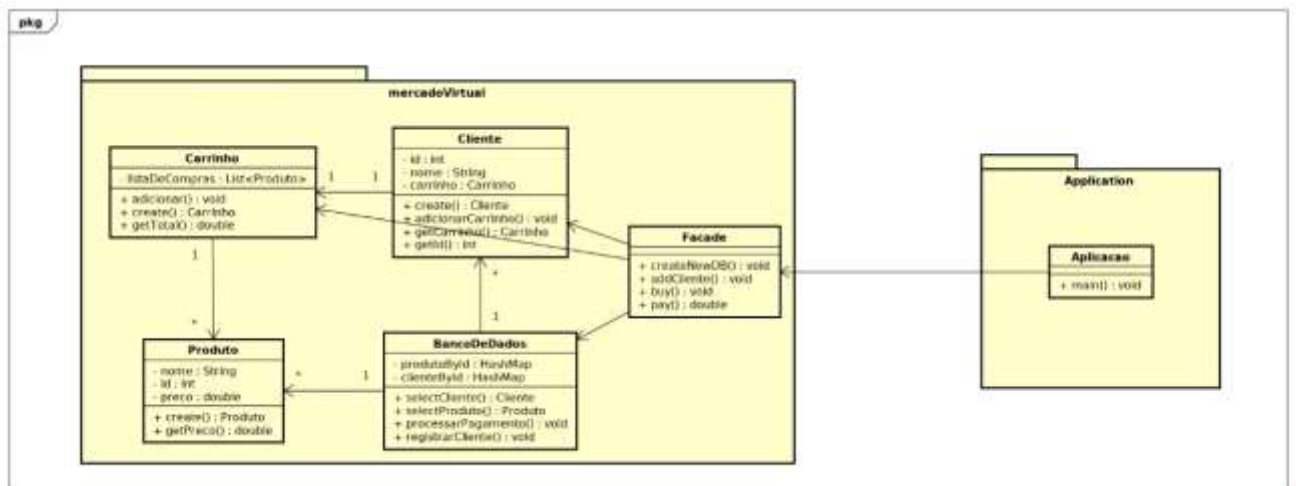 pkg
mercadoVirtual
Carrinho
- listaDeCompras : List<Produto>
+ adicionar() : void
+ create() : Carrinho
+ getTotal() : double
1
1
Cliente
- id : int
- nome : String
- carrinho : Carrinho
+ create() : Cliente
+ adicionarCarrinho() : void
+ getCarrinho() : Carrinho
+ getId() : int
Facade
+ createNewDB() : void
+ addCliente() : void
+ buy() : void
+ pay() : double
Application
Aplicacao
+ main() : void
1
*
*
1
Produto
- nome : String
- id : int
- preco : double
+ create() : Produto
+ getPreco() : double
*
1
BancoDeDados
- produtoById : HashMap
- clienteById : HashMap
+ selectCliente() : Cliente
+ selectProduto() : Produto
+ processarPagamento() : void
+ registrarCliente() : void